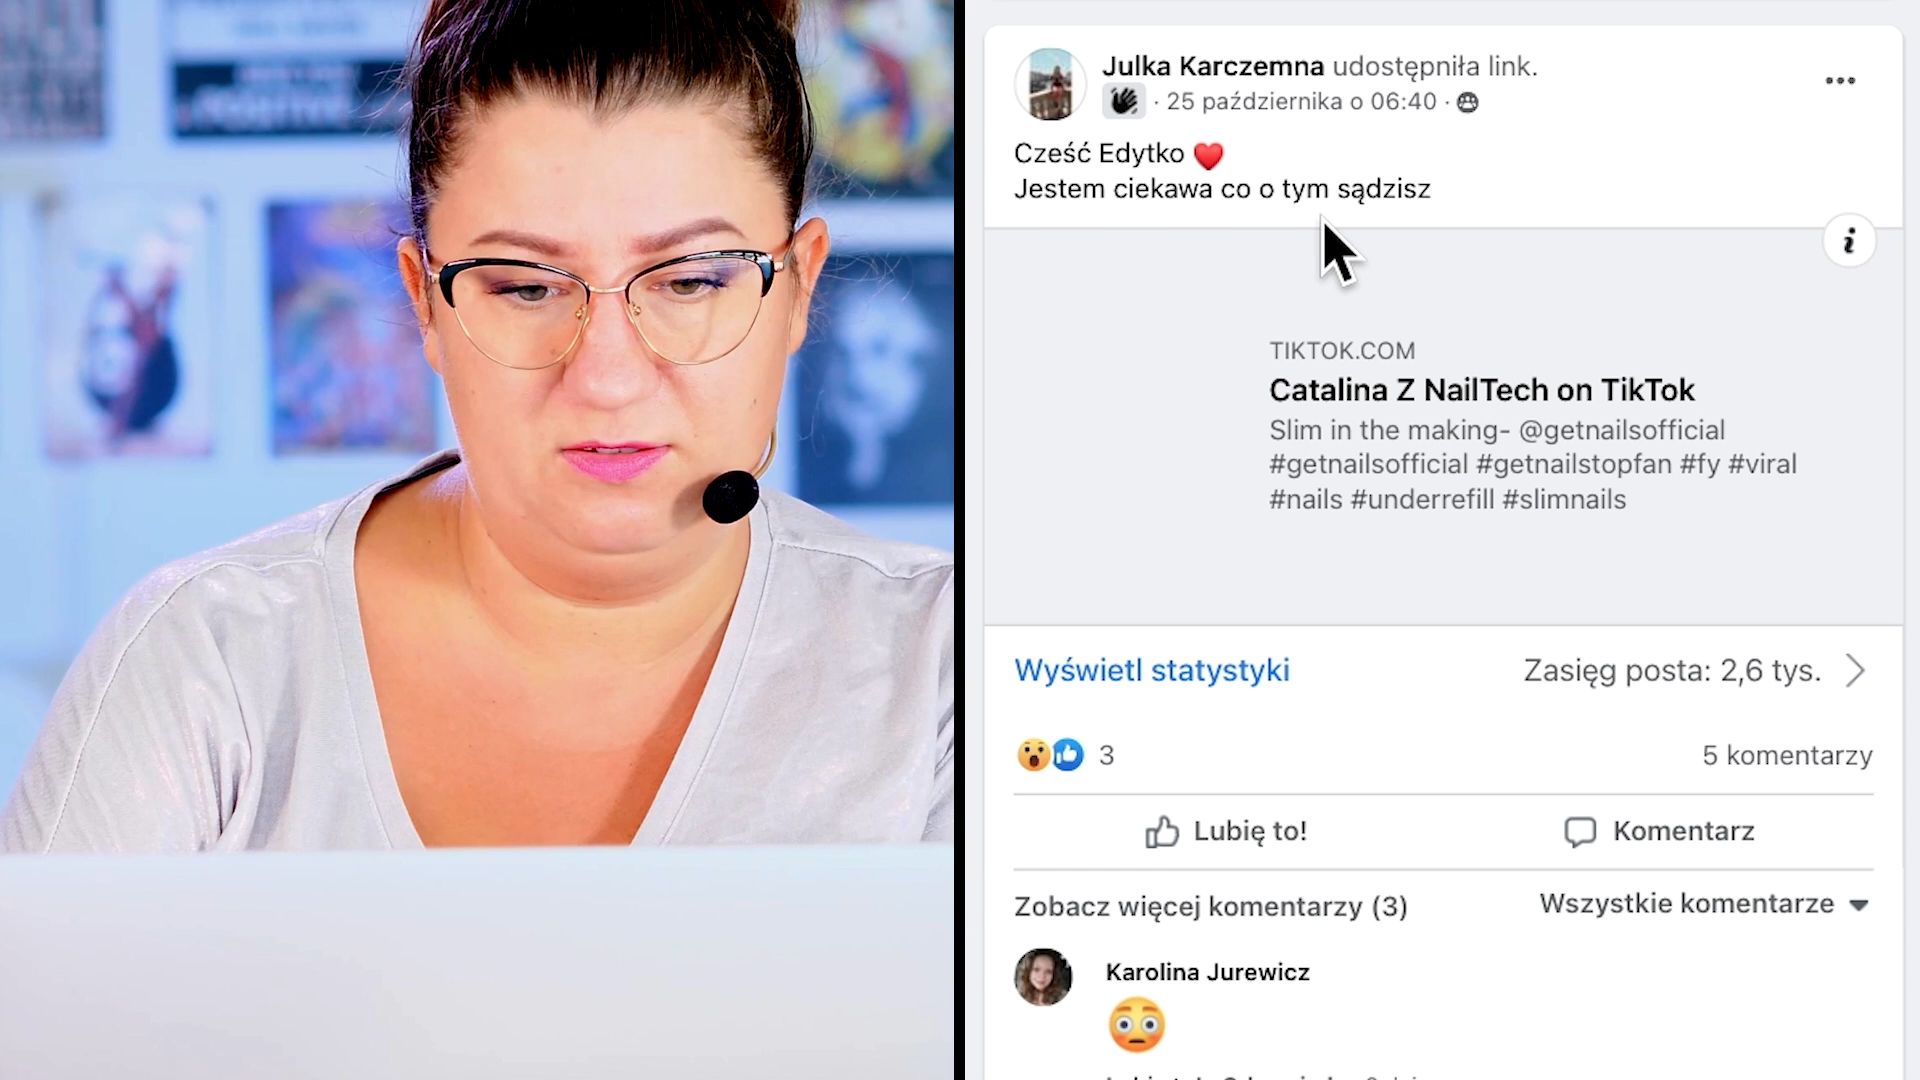 Julka Karczemna udostępniła link.
· 25 października o 06:40 ·
Cześć Edytko ❤️
Jestem ciekawa co o tym sądzisz
TIKTOK.COM
Catalina Z NailTech on TikTok
Slim in the making- @getnailsofficial
#getnailsofficial #getnailstopfan #fy #viral
#nails #underrefill #slimnails
Wyświetl statystyki
Zasięg posta: 2,6 tys.
3
5 komentarzy
Lubię to!
Komentarz
Zobacz więcej komentarzy (3)
Wszystkie komentarze
Karolina Jurewicz
😳